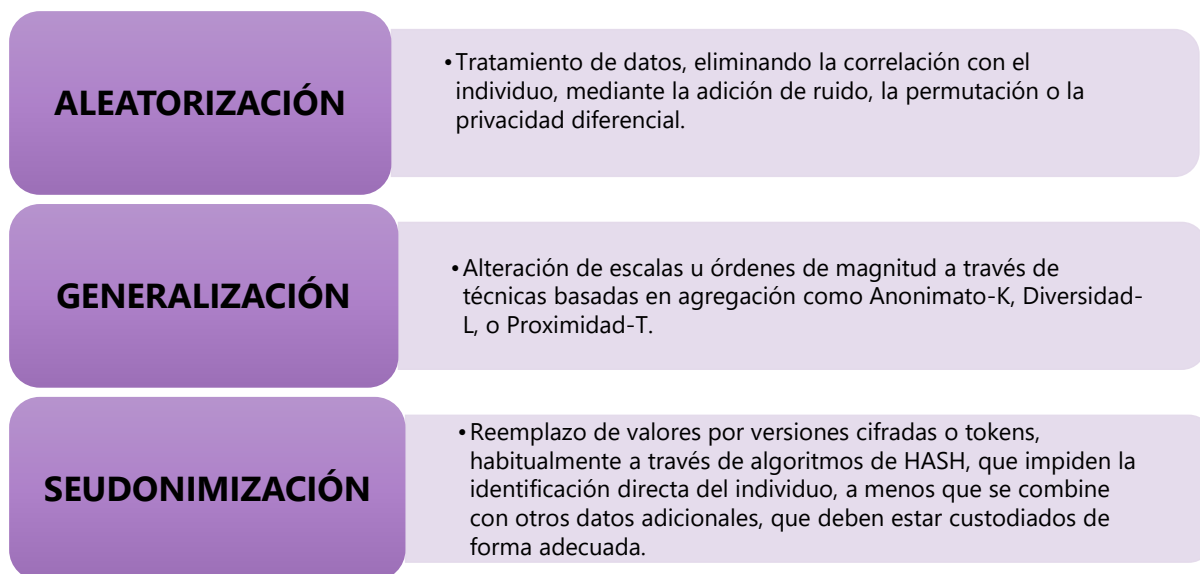 ALEATORIZACIÓN
•Tratamiento de datos, eliminando la correlación con el
individuo, mediante la adición de ruido, la permutación o la
privacidad diferencial.
GENERALIZACIÓN
•Alteración de escalas u órdenes de magnitud a través de
técnicas basadas en agregación como Anonimato-K, Diversidad-
L, o Proximidad-T.
SEUDONIMIZACIÓN
•Reemplazo de valores por versiones cifradas o tokens,
habitualmente a través de algoritmos de HASH, que impiden la
identificación directa del individuo, a menos que se combine
con otros datos adicionales, que deben estar custodiados de
forma adecuada.